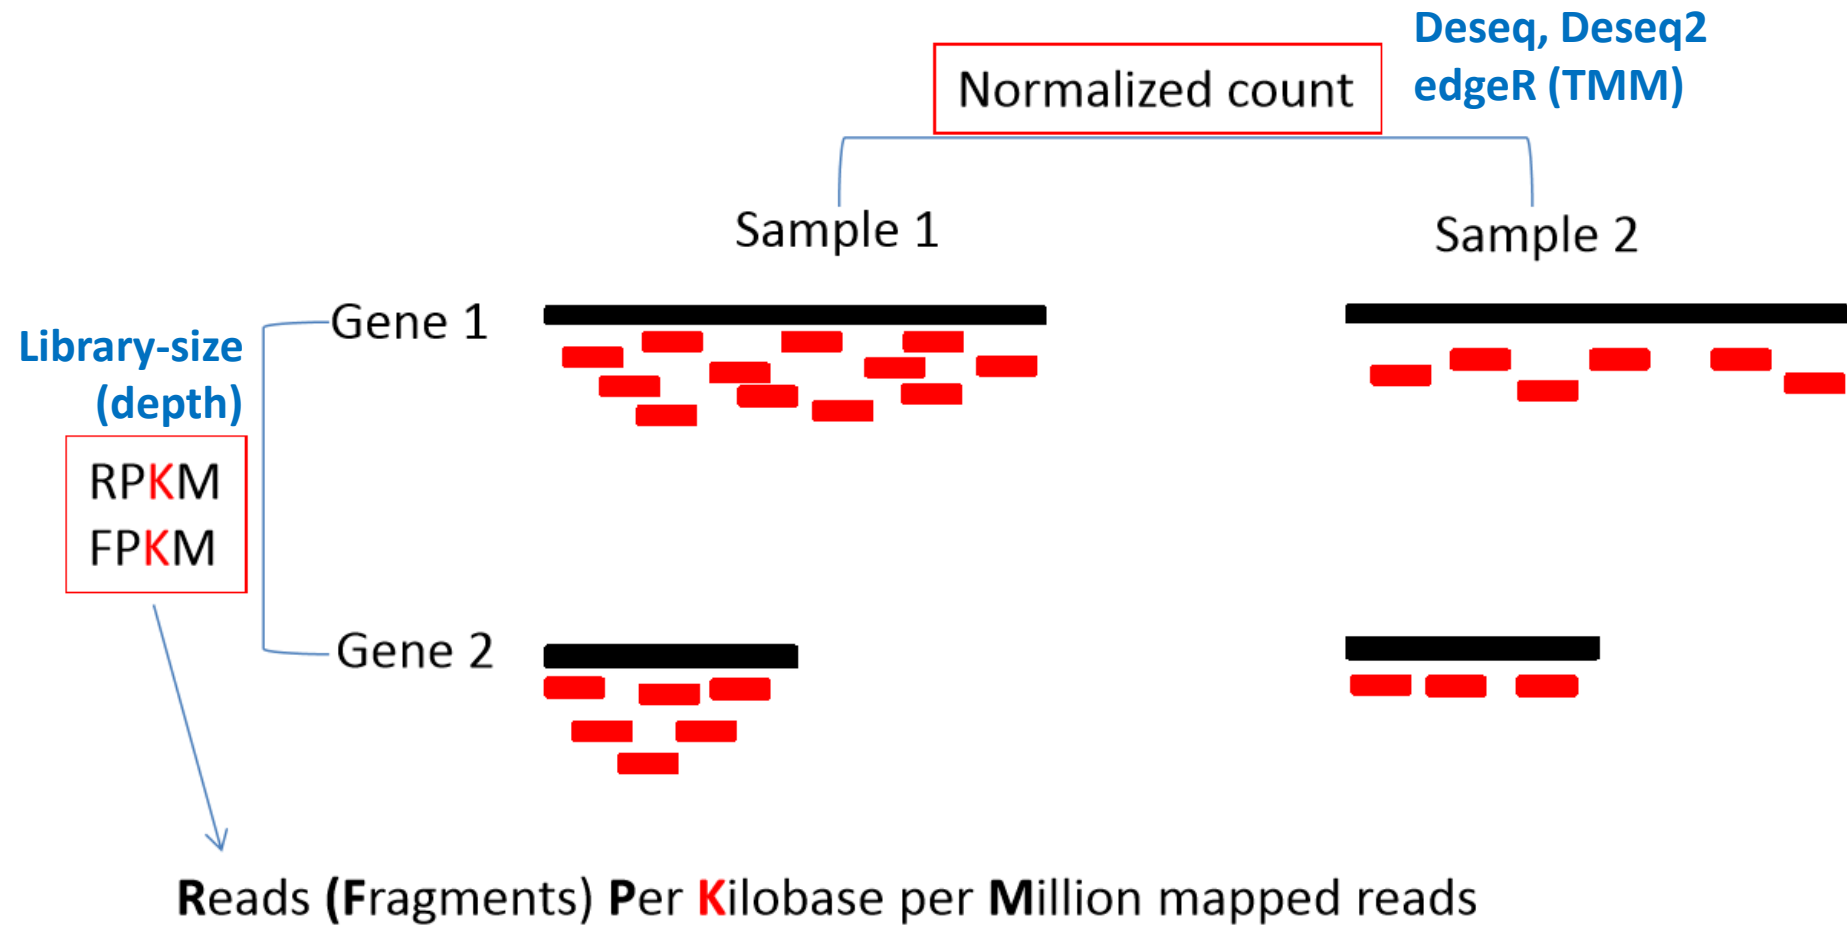 Deseq, Deseq2
edgeR (TMM)
Normalized count
Sample 1
Sample 2
Gene 1
Library-size
(depth)
RPKM
FPKM
Gene 2
Reads (Fragments) Per Kilobase per Million mapped reads